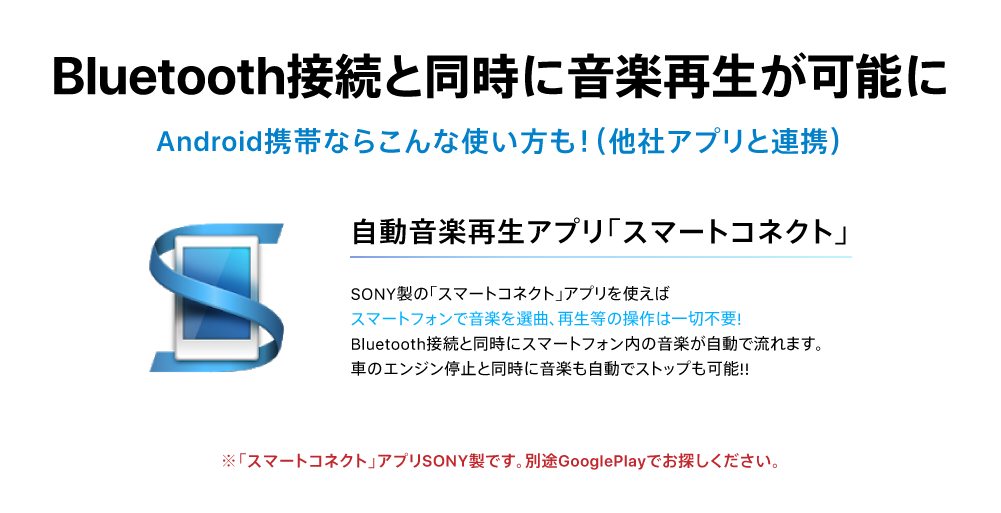 Bluetooth接続と同時に音楽再生が可能に
Android携帯ならこんな使い方も！（他社アプリと連携）
自動音楽再生アプリ「スマートコネクト」
SONY製の「スマートコネクト」アプリを使えば
スマートフォンで音楽を選曲、再生等の操作は一切不要!
Bluetooth接続と同時にスマートフォン内の音楽が自動で流れます。
車のエンジン停止と同時に音楽も自動でストップも可能!!
※「スマートコネクト」アプリSONY製です。別途GooglePlayでお探しください。